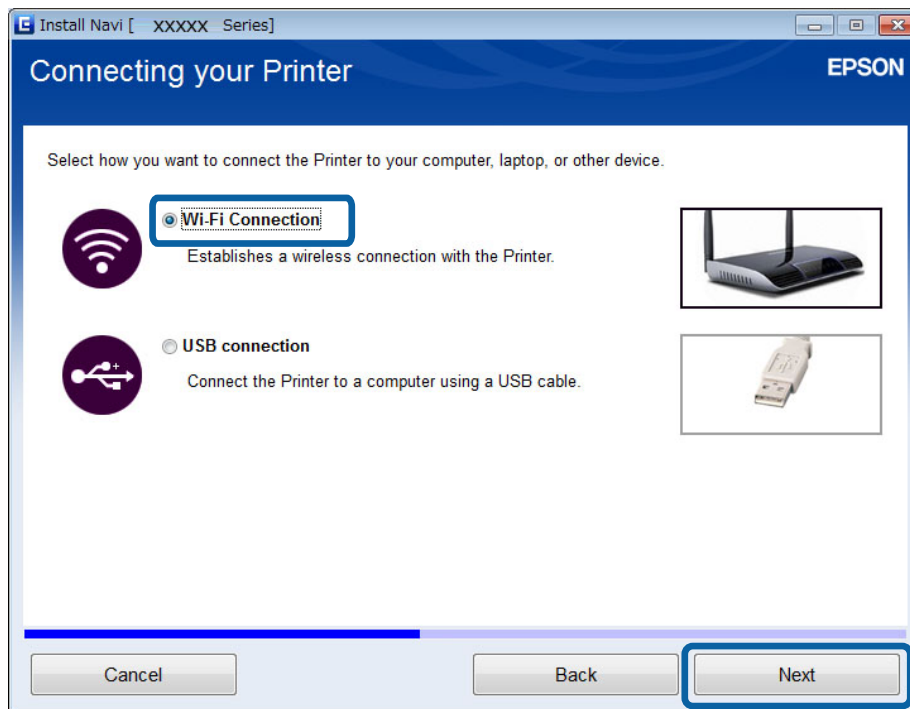 Install Navi [ XXXXX Series]
Connecting your Printer
EPSON
Select how you want to connect the Printer to your computer, laptop, or other device.
Wi-Fi Connection
Establishes a wireless connection with the Printer.
USB connection
Connect the Printer to a computer using a USB cable.
Cancel
Back
Next